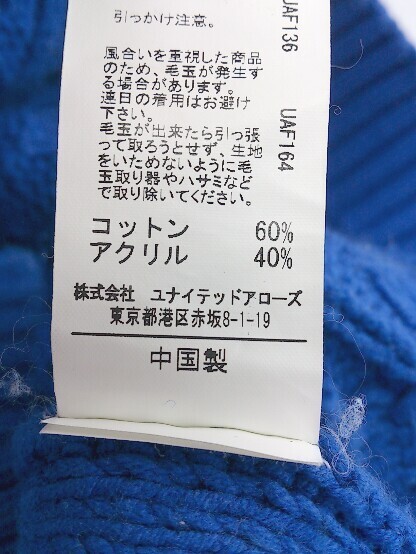 引っかけ注意。
風合いを重視した商品
のため、毛玉が発生す
る場合があります。
連日の着用はお避け
下さい。
毛玉が出来たら引っ張
って取ろうとせず、生地
をいためないように毛
玉取り器やハサミなど
で取り除いてください。
コットン 60%
アクリル 40%
株式会社 ユナイテッドアローズ
東京都港区赤坂8-1-19
中国製
UAF136
UAF164